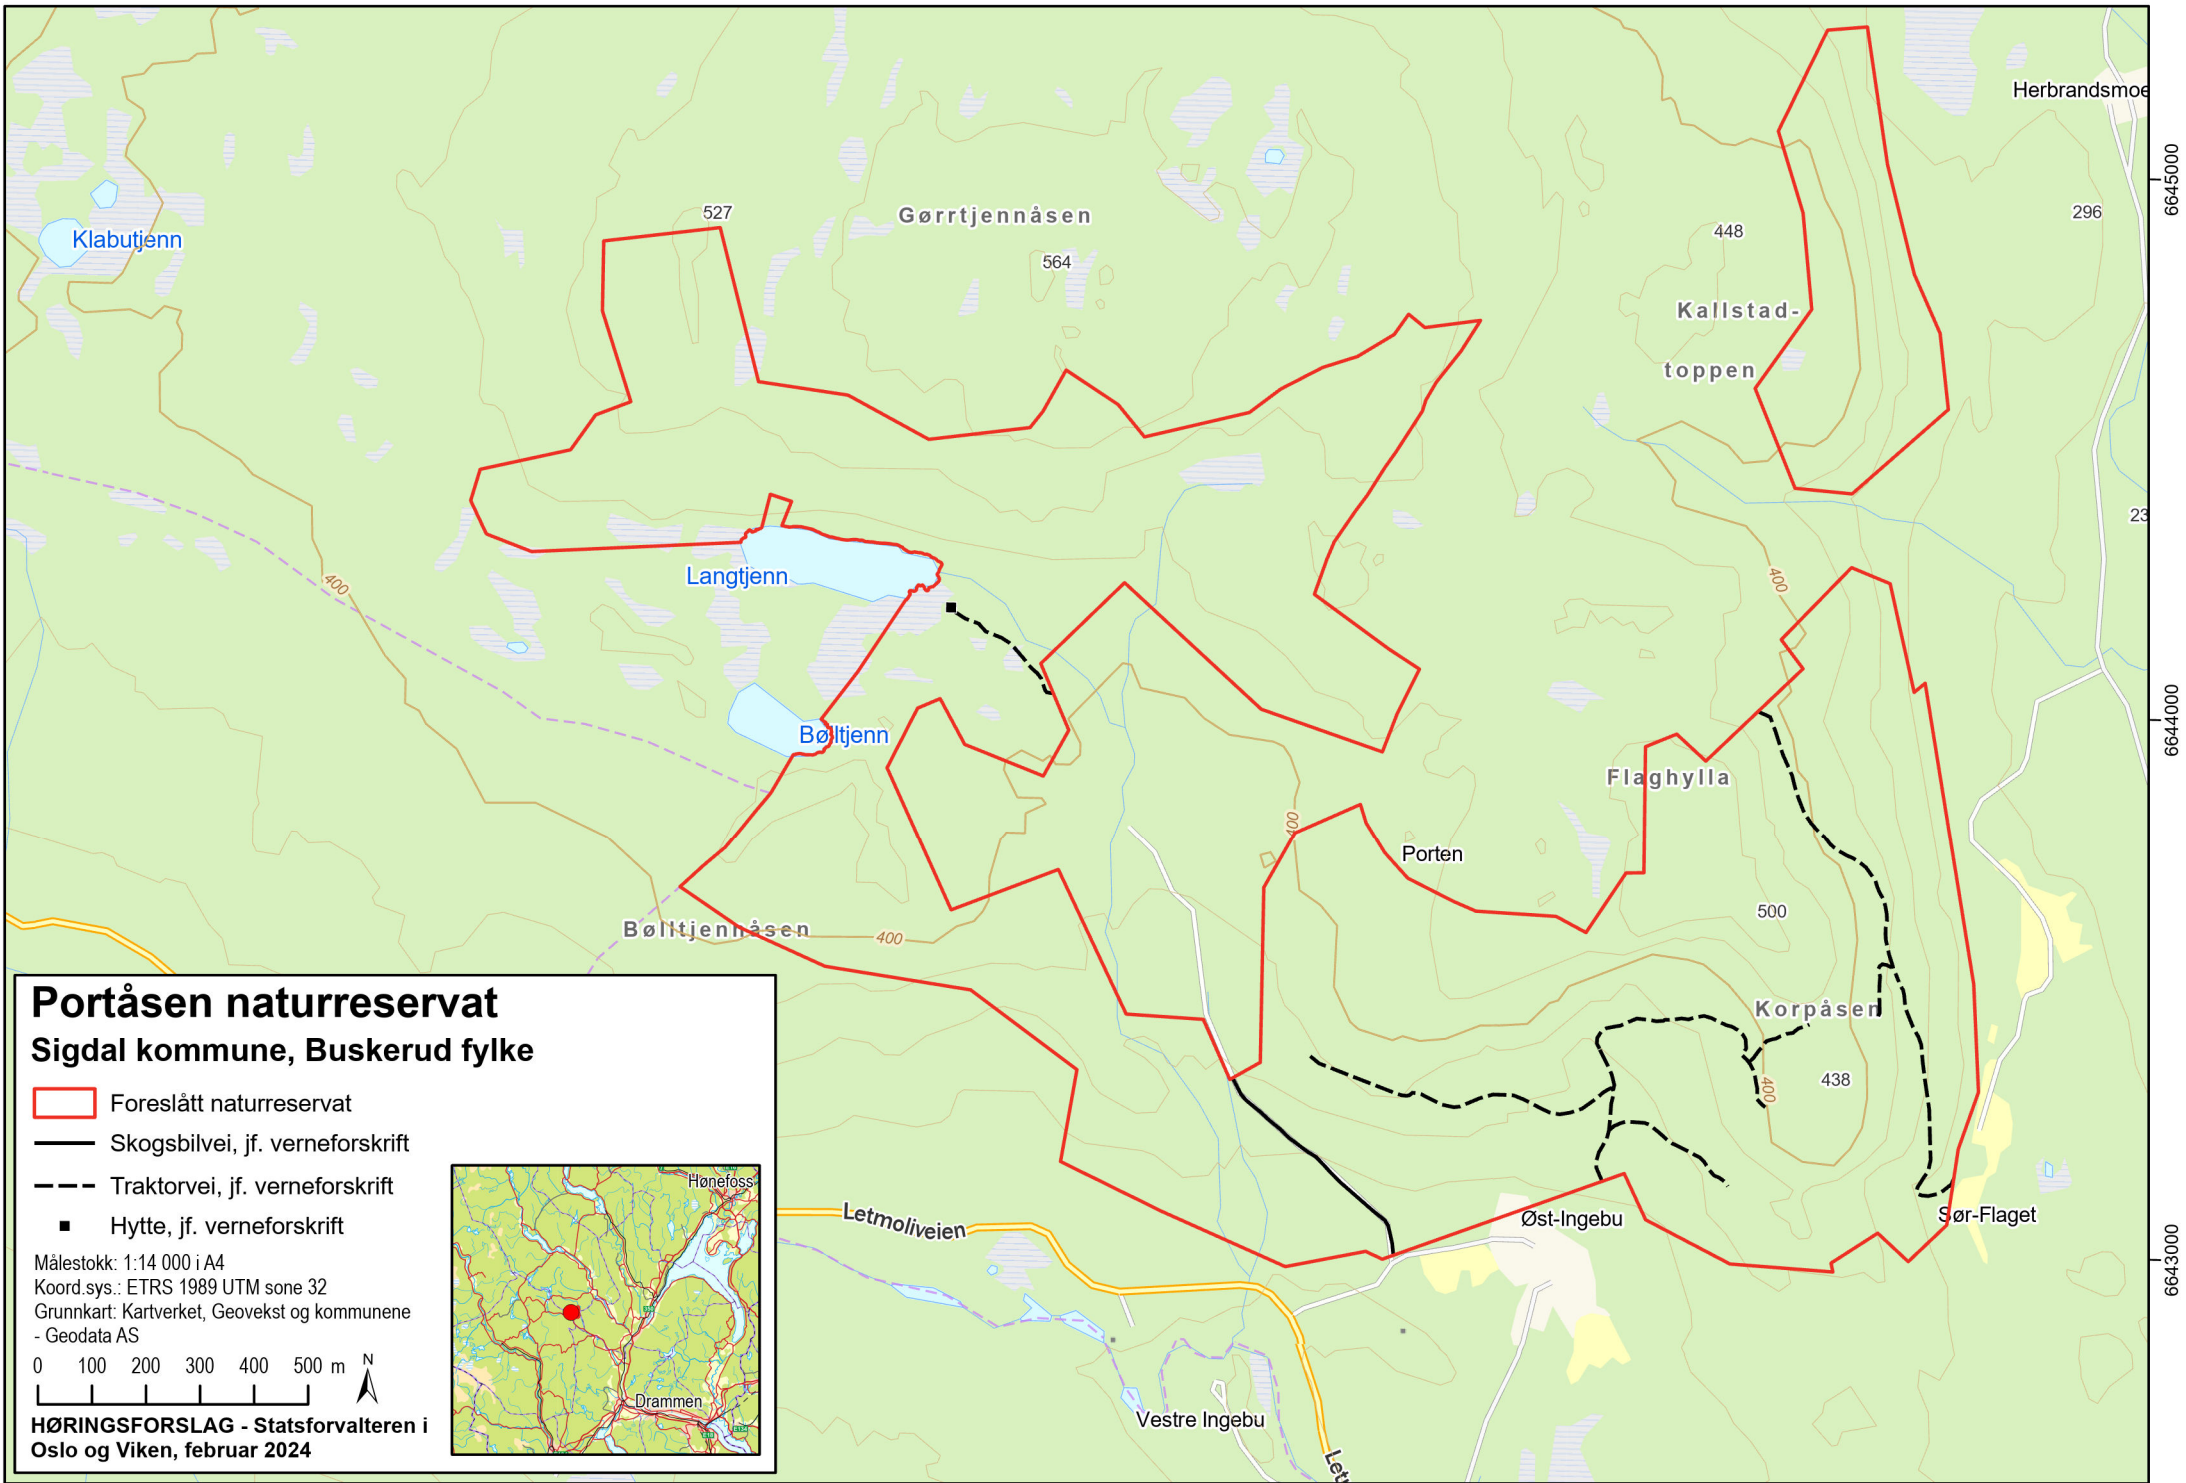 Herbrandsmoe
6645000
527
Gørrtjennåsen
296
448
Klabutjenn
564
Kallstad-
toppen
23
Langtjenn
400
400
6644000
Bølltjenn
Flaghylla
400
Porten
500
Bølltjennåsen
400
Korpåsen
438
400
Letmoliveien
Øst-Ingebu
Sør-Flaget
6643000
Vestre Ingebu
Portåsen naturreservat
Sigdal kommune, Buskerud fylke
Foreslått naturreservat
Skogsbilvei, jf. verneforskrift
Traktorvei, jf. verneforskrift
Hytte, jf. verneforskrift
Målestokk: 1:14 000 i A4
Koord.sys.: ETRS 1989 UTM sone 32
Grunnkart: Kartverket, Geovekst og kommunene
- Geodata AS
0 100 200 300 400 500 m N
HØRINGSFORSLAG - Statsforvalteren i
Oslo og Viken, februar 2024
Hønefoss
Drammen